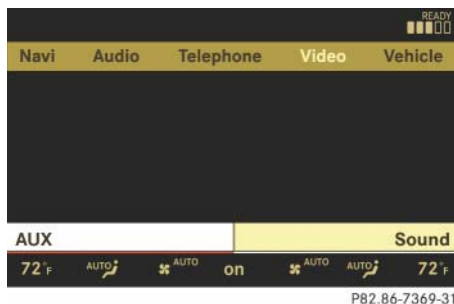 READY
Navi Audio Telephone Video Vehicle
AUX Sound
72°F AUTO AUTO on AUTO AUTO 72°F
P82.86-7369-31